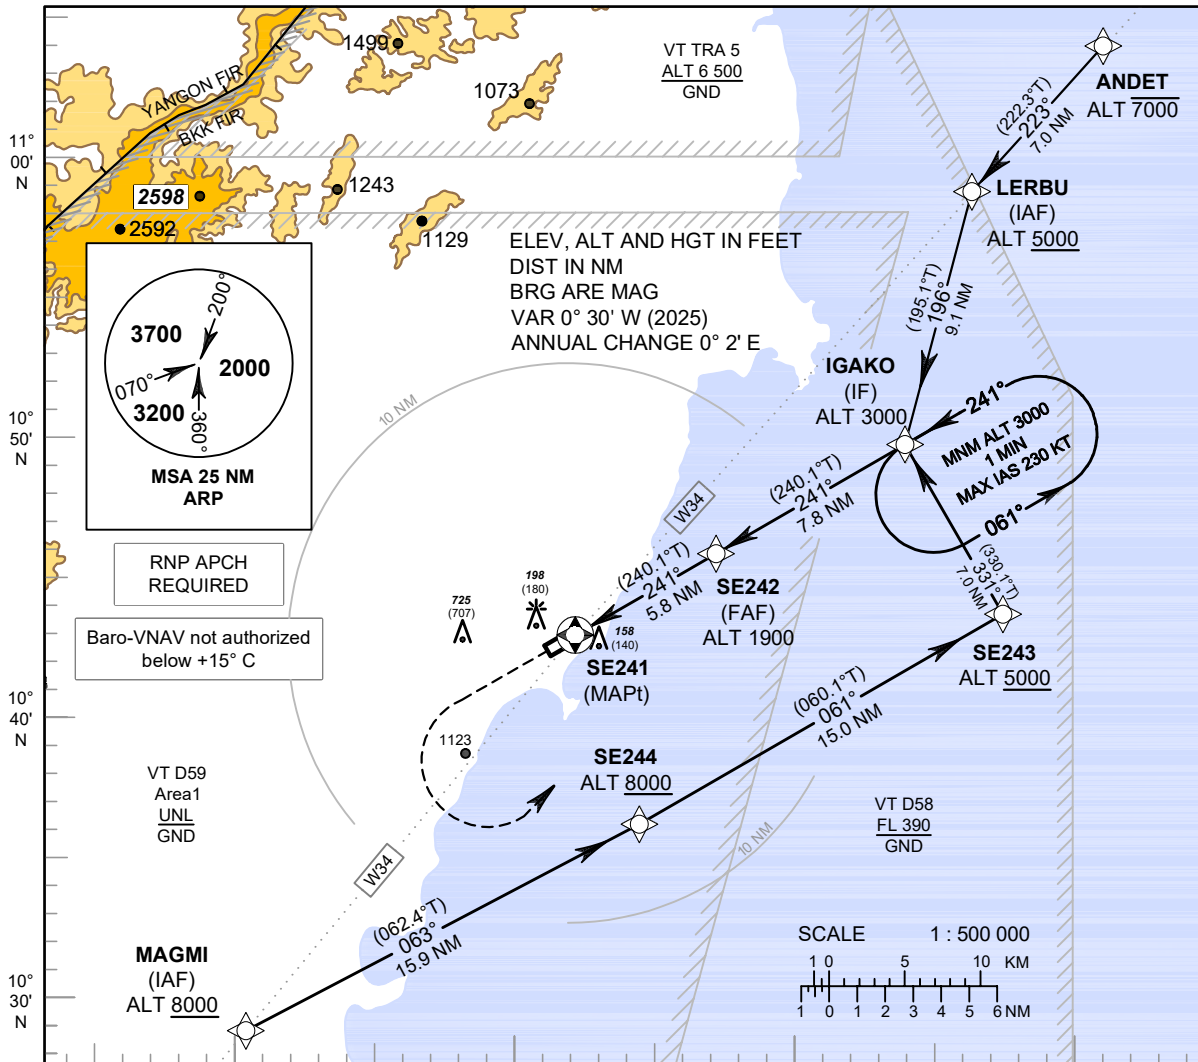 1499
YANGON FIR
BKK FIR
1073
VT TRA 5
ALT 6 500
GND
ANDET
ALT 7000
(222.3°T)
223°
7.0 NM
11°
00'
N
2598
2592
1243
1129
LERBU
(IAF)
ALT 5000
ELEV, ALT AND HGT IN FEET
DIST IN NM
BRG ARE MAG
VAR 0° 30' W (2025)
ANNUAL CHANGE 0° 2' E
(195.1°T)
196°
9.1 NM
200°
3700
2000
070°
3200
360°
MSA 25 NM
ARP
10 NM
IGAKO
(IF)
ALT 3000
241°
MNM ALT 3000
1 MIN
MAX IAS 230 KT
061°
10°
50'
N
(240.1°T)
241°
7.8 NM
W34
RNP APCH
REQUIRED
Baro-VNAV not authorized
below +15° C
(240.1°T)
241°
5.8 NM
SE242
(FAF)
ALT 1900
(330.1°T)
331°
7.0 NM
725
(707)
198
(180)
158
(140)
SE241
(MAPt)
SE243
ALT 5000
10°
40'
N
(060.1°T)
061°
15.0 NM
1123
SE244
ALT 8000
VT D59
Area1
UNL
GND
VT D58
FL 390
GND
10 NM
W34
(062.4°T)
063°
15.9 NM
MAGMI
(IAF)
ALT 8000
10°
30'
N
SCALE 1 : 500 000
1 0 5 10 KM
1 0 1 2 3 4 5 6 NM